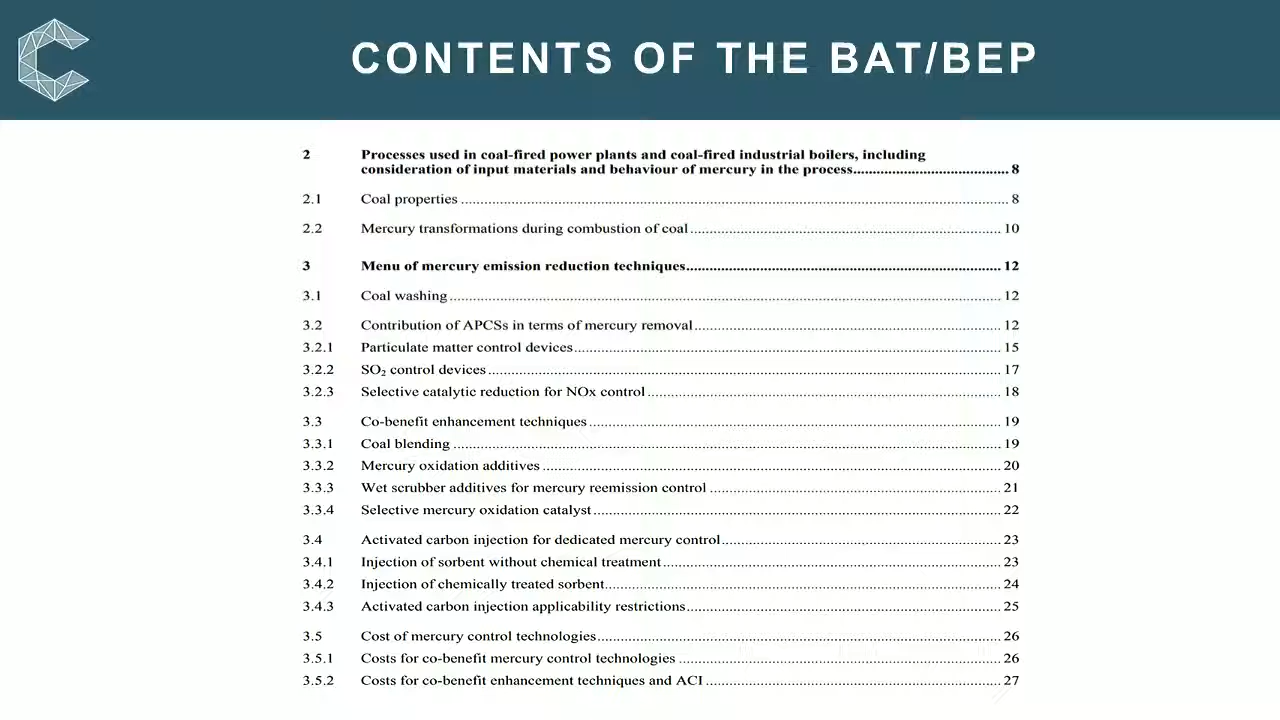 CONTENTS OF THE BAT/BEP
2 Processes used in coal-fired power plants and coal-fired industrial boilers, including
consideration of input materials and behaviour of mercury in the process........................................ 8
2.1 Coal properties ........................................ 8
2.2 Mercury transformations during combustion of coal ........................................ 10
3 Menu of mercury emission reduction techniques........................................ 12
3.1 Coal washing ........................................ 12
3.2 Contribution of APCSs in terms of mercury removal ........................................ 12
3.2.1 Particulate matter control devices ........................................ 15
3.2.2 SO₂ control devices ........................................ 17
3.2.3 Selective catalytic reduction for NOx control ........................................ 18
3.3 Co-benefit enhancement techniques ........................................ 19
3.3.1 Coal blending ........................................ 19
3.3.2 Mercury oxidation additives ........................................ 20
3.3.3 Wet scrubber additives for mercury reemission control ........................................ 21
3.3.4 Selective mercury oxidation catalyst ........................................ 22
3.4 Activated carbon injection for dedicated mercury control ........................................ 23
3.4.1 Injection of sorbent without chemical treatment ........................................ 23
3.4.2 Injection of chemically treated sorbent ........................................ 24
3.4.3 Activated carbon injection applicability restrictions ........................................ 25
3.5 Cost of mercury control technologies ........................................ 26
3.5.1 Costs for co-benefit mercury control technologies ........................................ 26
3.5.2 Costs for co-benefit enhancement techniques and ACI ........................................ 27